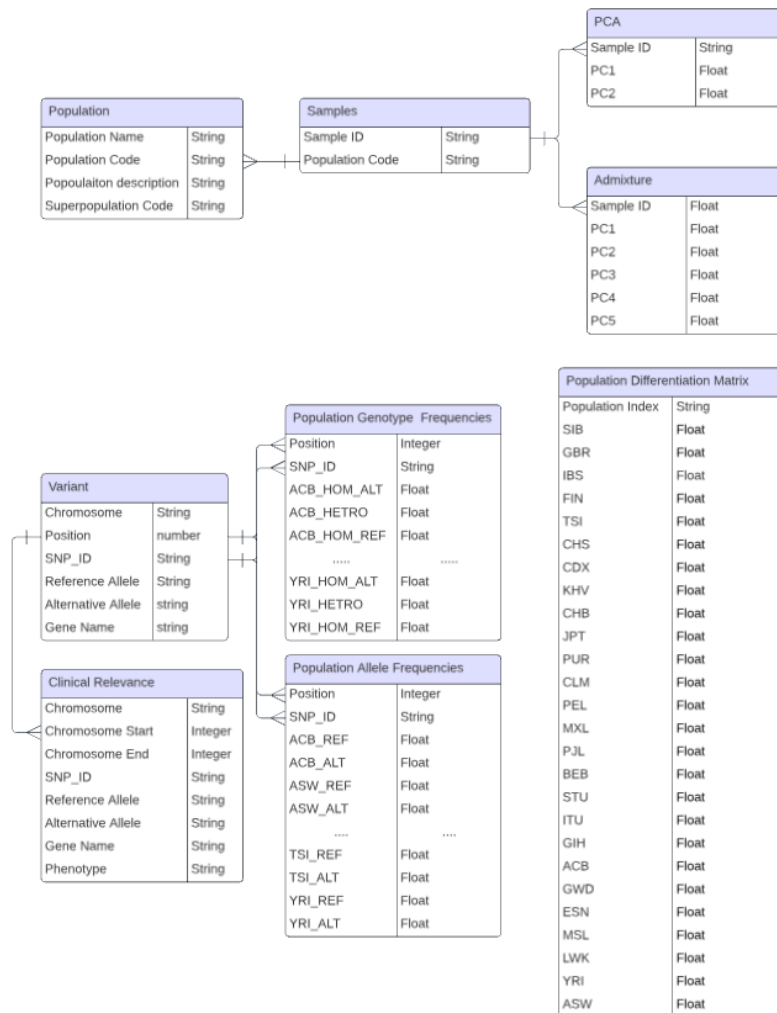 PCA
Sample ID String
PC1 Float
PC2 Float
Population
Population Name String
Population Code String
Popoulaiton description String
Superpopulation Code String
Samples
Sample ID String
Population Code String
Admixture
Sample ID Float
PC1 Float
PC2 Float
PC3 Float
PC4 Float
PC5 Float
Population Genotype Frequencies
Position Integer
SNP_ID String
ACB_HOM_ALT Float
ACB_HETRO Float
ACB_HOM_REF Float
..... .....
YRI_HOM_ALT Float
YRI_HETRO Float
YRI_HOM_REF Float
Variant
Chromosome String
Position number
SNP_ID String
Reference Allele String
Alternative Allele string
Gene Name string
Clinical Relevance
Chromosome String
Chromosome Start Integer
Chromosome End Integer
SNP_ID String
Reference Allele String
Alternative Allele String
Gene Name String
Phenotype String
Population Allele Frequencies
Position Integer
SNP_ID String
ACB_REF Float
ACB_ALT Float
ASW_REF Float
ASW_ALT Float
.... ....
TSI_REF Float
TSI_ALT Float
YRI_REF Float
YRI_ALT Float
Population Differentiation Matrix
Population Index String
SIB Float
GBR Float
IBS Float
FIN Float
TSI Float
CHS Float
CDX Float
KHV Float
CHB Float
JPT Float
PUR Float
CLM Float
PEL Float
MXL Float
PJL Float
BEB Float
STU Float
ITU Float
GIH Float
ACB Float
GWD Float
ESN Float
MSL Float
LWK Float
YRI Float
ASW Float